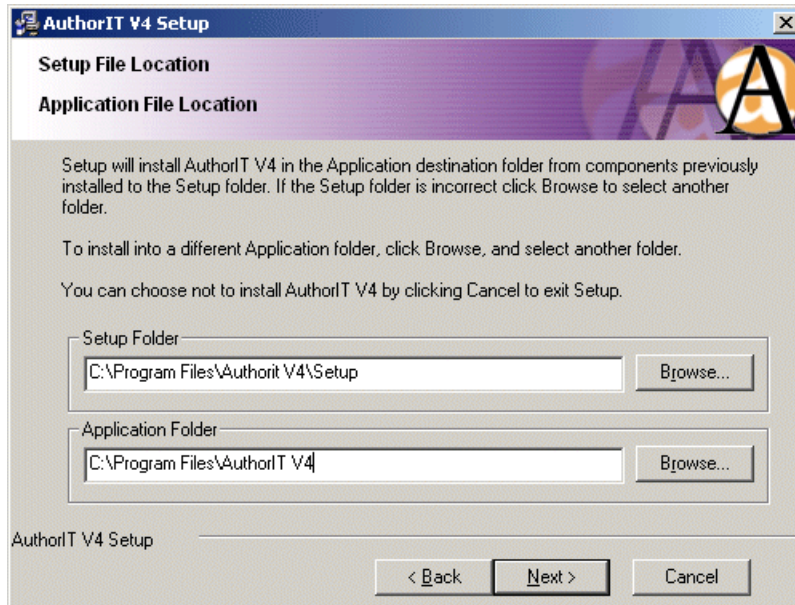 AuthorIT V4 Setup
Setup File Location
Application File Location
Setup will install AuthorIT V4 in the Application destination folder from components previously
installed to the Setup folder. If the Setup folder is incorrect click Browse to select another
folder.
To install into a different Application folder, click Browse, and select another folder.
You can choose not to install AuthorIT V4 by clicking Cancel to exit Setup.
Setup Folder
C:\Program Files\Authorit V4\Setup
Browse...
Application Folder
C:\Program Files\AuthorIT V4
Browse...
AuthorIT V4 Setup
< Back Next > Cancel